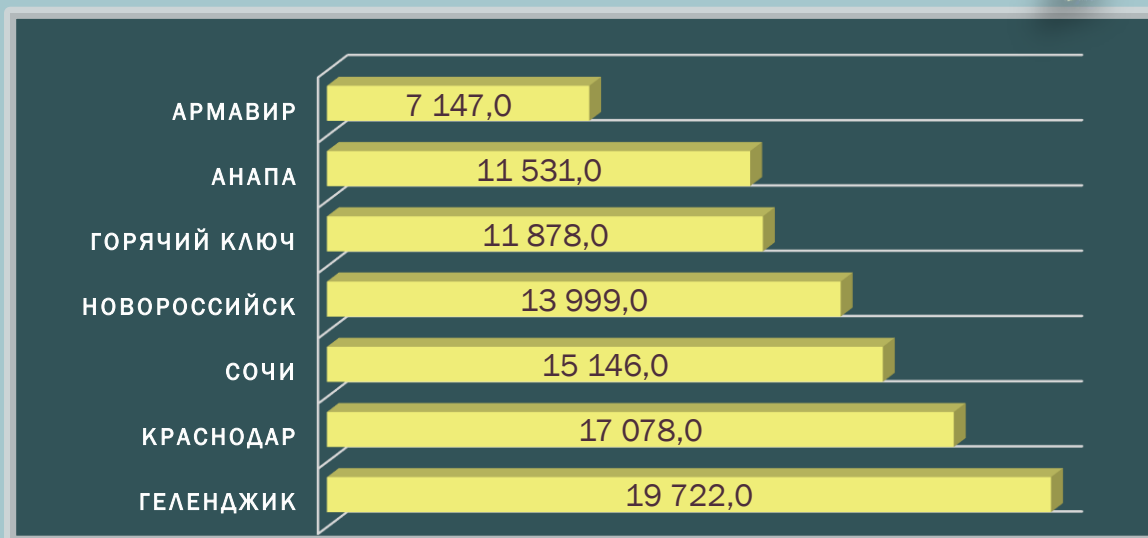 АРМАВИР 7 147,0
АНАПА 11 531,0
ГОРЯЧИЙ КЛЮЧ 11 878,0
НОВОРОССИЙСК 13 999,0
СОЧИ 15 146,0
КРАСНОДАР 17 078,0
ГЕЛЕНДЖИК 19 722,0